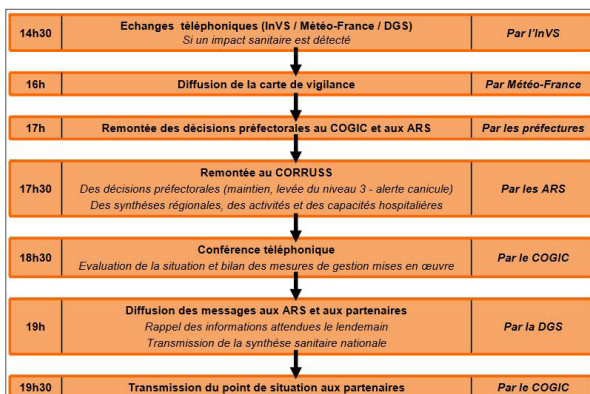 14h30
Echanges téléphoniques (InVS / Météo-France / DGS)
Si un impact sanitaire est détecté
Par l'InVS
16h
Diffusion de la carte de vigilance
Par Météo-France
17h
Remontée des décisions préfectorales au COGIC et aux ARS
Par les préfectures
17h30
Remontée au CORRUSS
Des décisions préfectorales (maintien, levée du niveau 3 - alerte canicule)
Des synthèses régionales, des activités et des capacités hospitalières
Par les ARS
18h30
Conférence téléphonique
Evaluation de la situation et bilan des mesures de gestion mises en œuvre
Par le COGIC
19h
Diffusion des messages aux ARS et aux partenaires
Rappel des informations attendues le lendemain
Transmission de la synthèse sanitaire nationale
Par la DGS
19h30
Transmission du point de situation aux partenaires
Par le COGIC